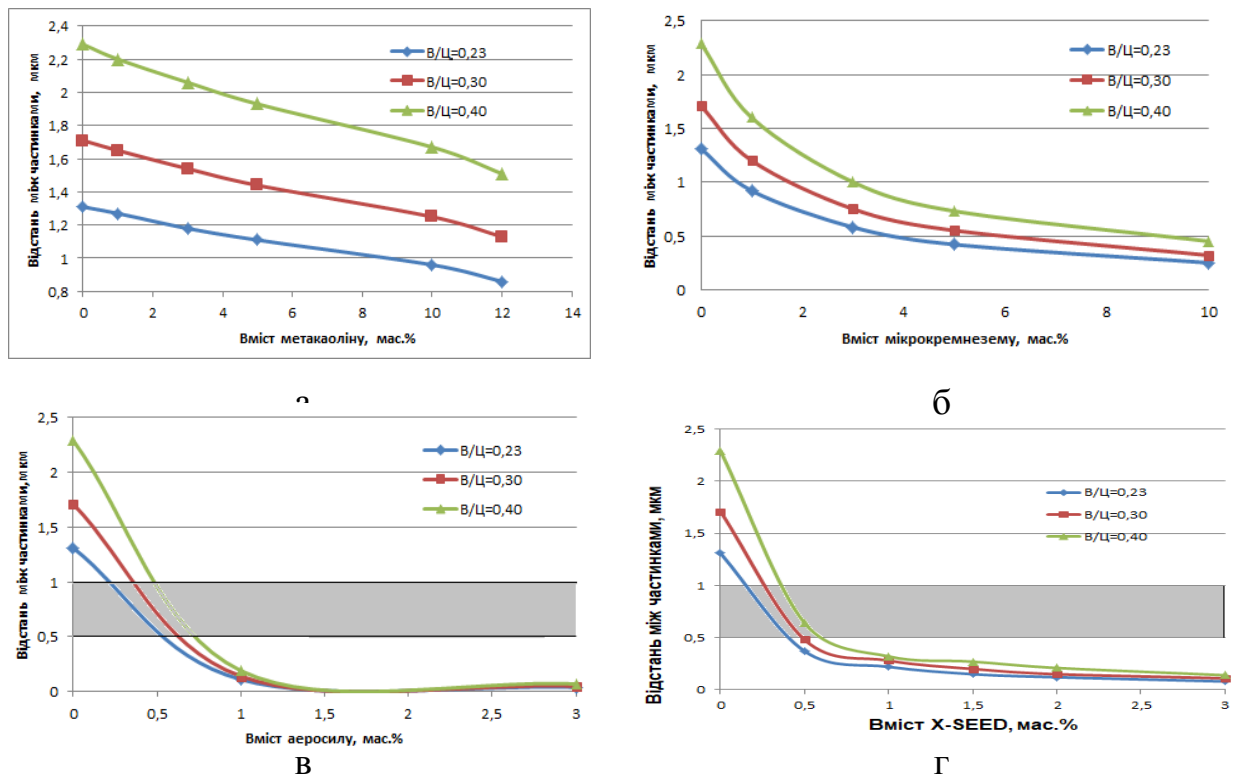 2,4
2,2
2
1,8
1,6
1,4
1,2
1
0,8
0 2 4 6 8 10 12 14
Відстань між частинками, мкм
Вміст метакаоліну, мас.%
В/Ц=0,23
В/Ц=0,30
В/Ц=0,40
2,5
2
1,5
1
0,5
0
0 2 4 6 8 10
Відстань між частинками, мкм
Вміст мікрокремнезему, мас.%
В/Ц=0,23
В/Ц=0,30
В/Ц=0,40
б
2,5
2
1,5
1
0,5
0
0 0,5 1 1,5 2 2,5 3
Відстань між частинками,мкм
Вміст аеросилу, мас.%
В/Ц=0,23
В/Ц=0,30
В/Ц=0,40
в
2,5
2
1,5
1
0,5
0
0 0,5 1 1,5 2 2,5 3
Відстань між частинками, мкм
Вміст X-SEED, мас.%
В/Ц=0,23
В/Ц=0,30
В/Ц=0,40
г